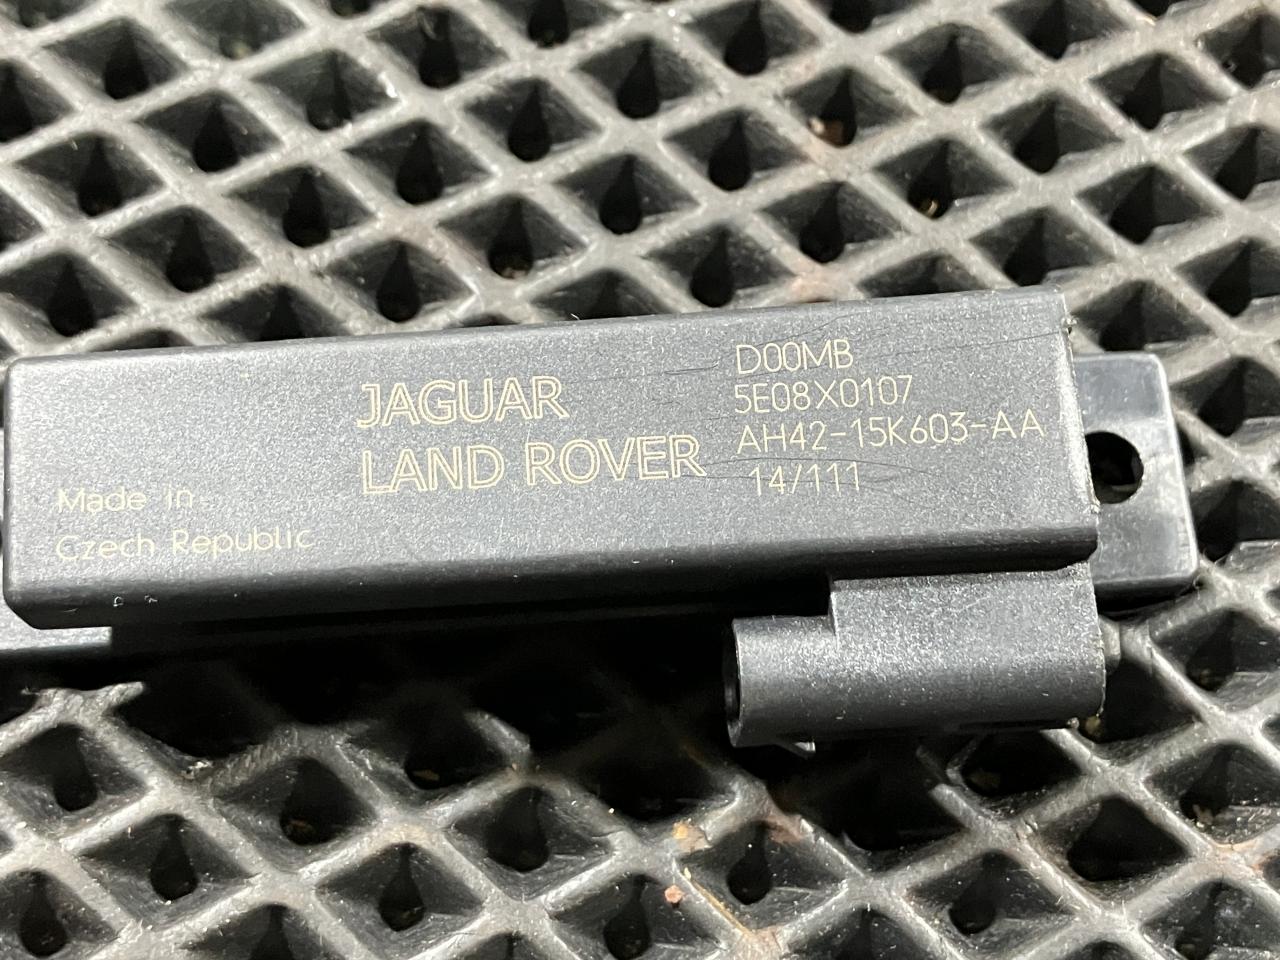 JAGUAR
LAND ROVER
Made in
Czech Republic
D00MB
5E08X0107
AH42-15K603-AA
14/111